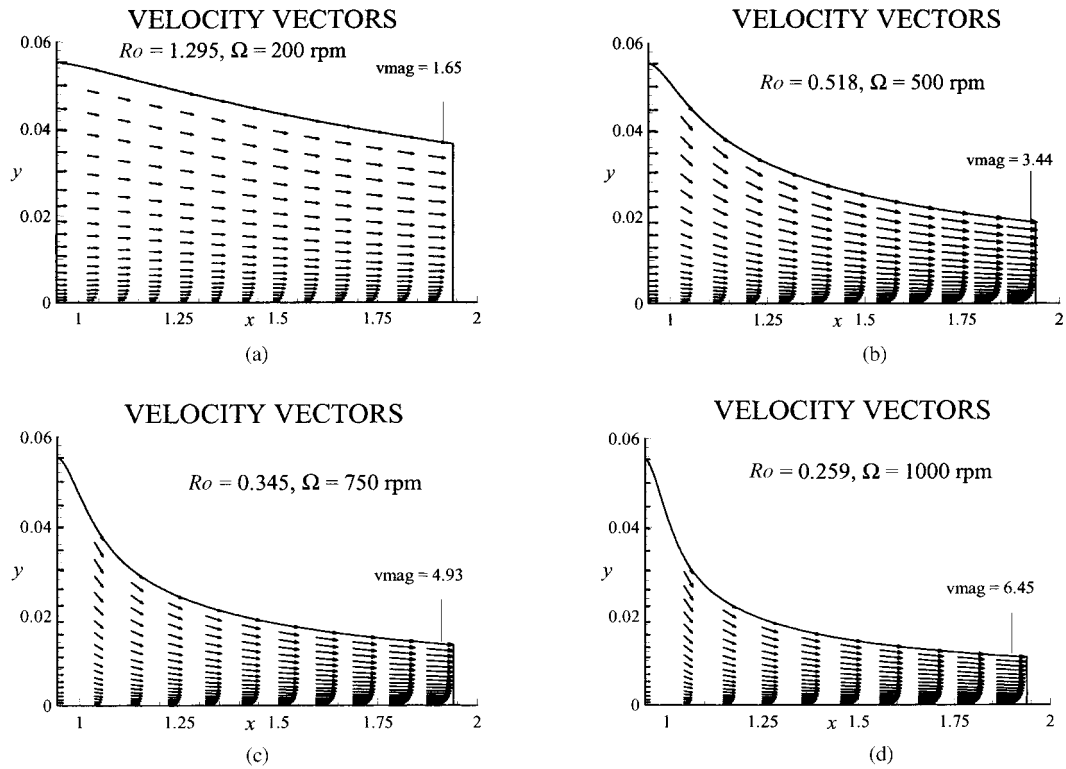 VELOCITY VECTORS
Ro = 1.295, Ω = 200 rpm
vmag = 1.65
0.06
0.04
y
0.02
0
1
1.25
x
1.5
1.75
2
(a)
VELOCITY VECTORS
Ro = 0.518, Ω = 500 rpm
vmag = 3.44
0.06
0.04
y
0.02
0
1
1.25
x
1.5
1.75
2
(b)
VELOCITY VECTORS
Ro = 0.345, Ω = 750 rpm
vmag = 4.93
0.06
0.04
y
0.02
0
1
1.25
x
1.5
1.75
2
(c)
VELOCITY VECTORS
Ro = 0.259, Ω = 1000 rpm
vmag = 6.45
0.06
0.04
y
0.02
0
1
1.25
x
1.5
1.75
2
(d)